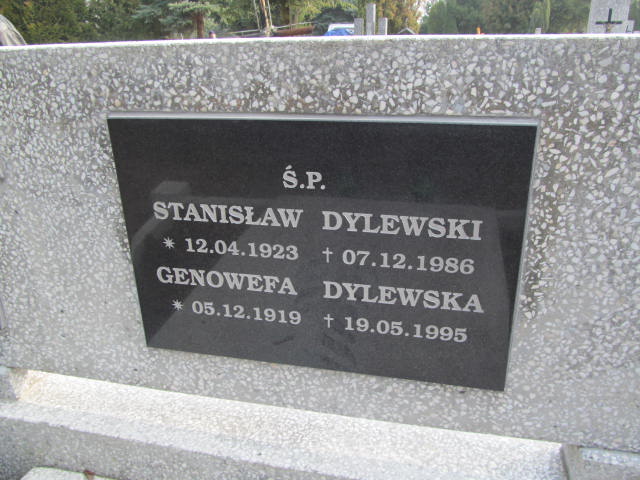 Ś.P.
STANISŁAW DYLEWSKI
* 12.04.1923 † 07.12.1986
GENOWEFA DYLEWSKA
* 05.12.1919 † 19.05.1995